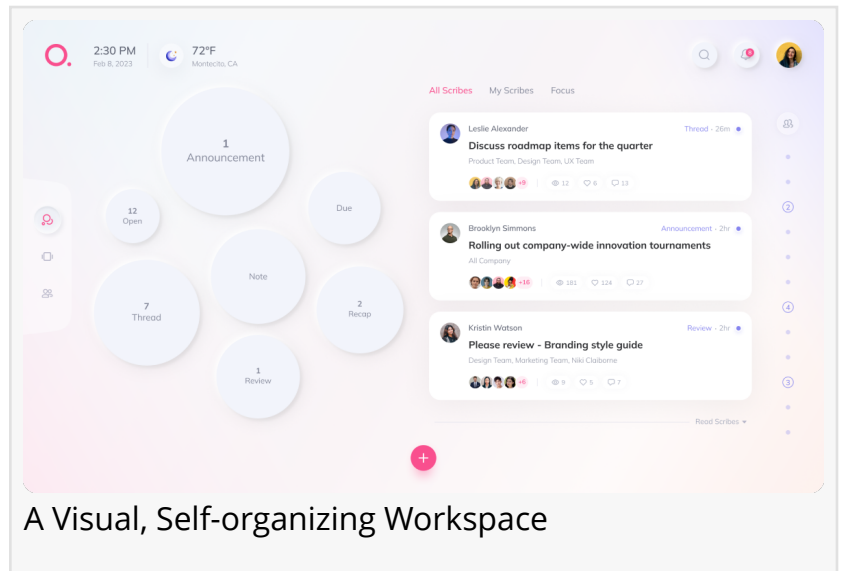 2:30 PM
Feb 8, 2023
72°F
Montecito, CA
8
1
Announcement
12
Open
Due
Note
7
Thread
2
Recap
1
Review
All Scribes My Scribes Focus
Leslie Alexander Thread - 26m
Discuss roadmap items for the quarter
Product Team, Design Team, UX Team
+9 12 6 13
Brooklyn Simmons Announcement - 2hr
Rolling out company-wide innovation tournaments
All Company
+16 181 124 27
Kristin Watson Review - 2hr
Please review - Branding style guide
Design Team, Marketing Team, Niki Claiborne
+6 9 5 7
Read Scribes
2
4
3
A Visual, Self-organizing Workspace